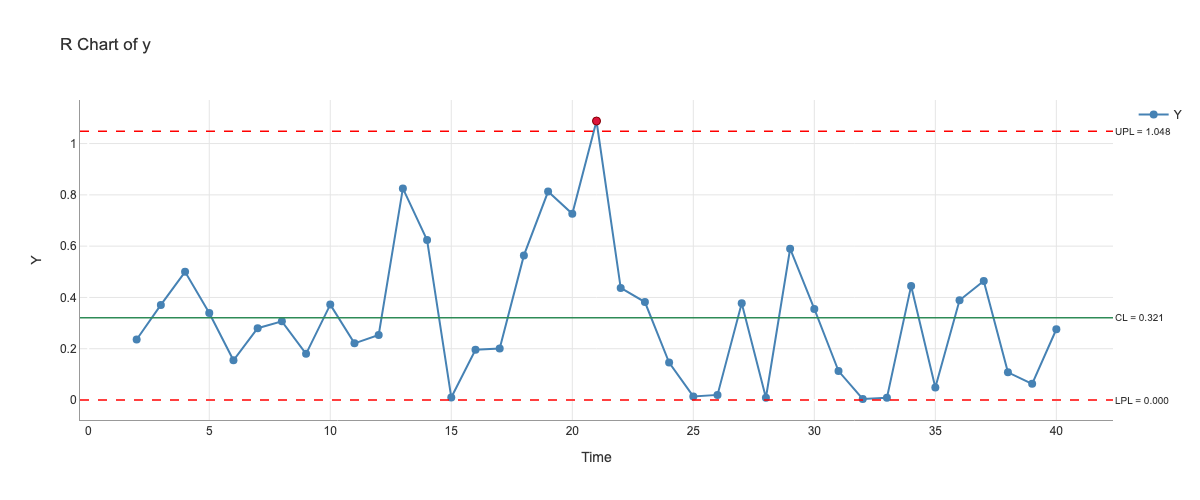 R Chart of y
Y
UPL = 1.048
1
0.8
0.6
Y
0.4
CL = 0.321
0.2
0
LPL = 0.000
0 5 10 15 20 25 30 35 40
Time